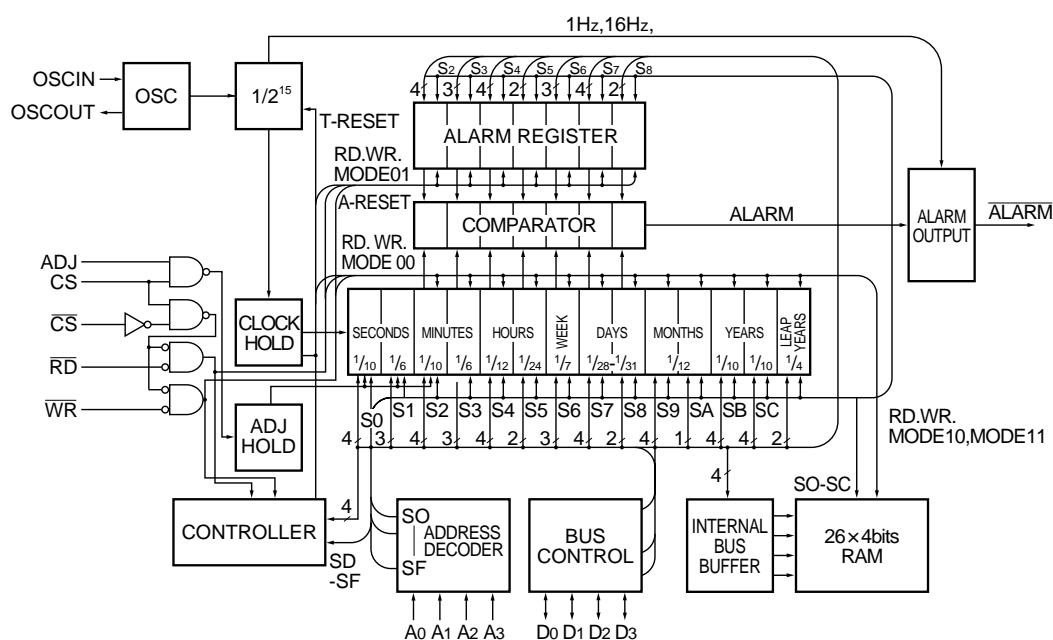 1Hz,16Hz,
OSCIN
OSCOUT
OSC
1/2¹⁵
S2 S3 S4 S5 S6 S7 S8
4 3 4 2 3 4 2
T-RESET
ALARM REGISTER
RD.WR.
MODE01
A-RESET
COMPARATOR
ALARM
ALARM
OUTPUT
ALARM
RD. WR.
MODE 00
ADJ
CS
CS
RD
WR
CLOCK
HOLD
SECONDS MINUTES HOURS WEEK DAYS MONTHS YEARS LEAP YEARS
1/10 1/6 1/10 1/6 1/12 1/24 1/7 1/28-1/31 1/12 1/10 1/10 1/4
ADJ
HOLD
S0 S1 S2 S3 S4 S5 S6 S7 S8 S9 SA SB SC
4 3 4 3 4 2 3 4 2 4 1 4 4 2
RD.WR.
MODE10,MODE11
4
SO-SC
CONTROLLER
4
SD
-SF
SO
SF
ADDRESS
DECODER
BUS
CONTROL
INTERNAL
BUS
BUFFER
26×4bits
RAM
A0 A1 A2 A3
D0 D1 D2 D3